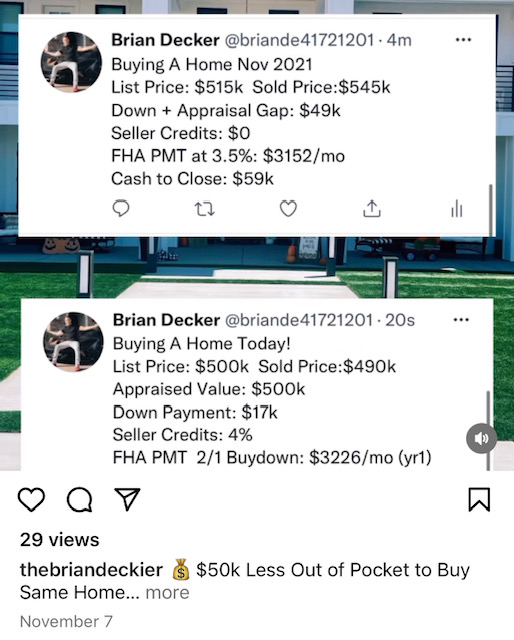 Brian Decker @briande41721201 · 4m
Buying A Home Nov 2021
List Price: $515k Sold Price:$545k
Down + Appraisal Gap: $49k
Seller Credits: $0
FHA PMT at 3.5%: $3152/mo
Cash to Close: $59k
Brian Decker @briande41721201 · 20s
Buying A Home Today!
List Price: $500k Sold Price:$490k
Appraised Value: $500k
Down Payment: $17k
Seller Credits: 4%
FHA PMT 2/1 Buydown: $3226/mo (yr1)
29 views
thebriandeckier 💰 $50k Less Out of Pocket to Buy
Same Home... more
November 7